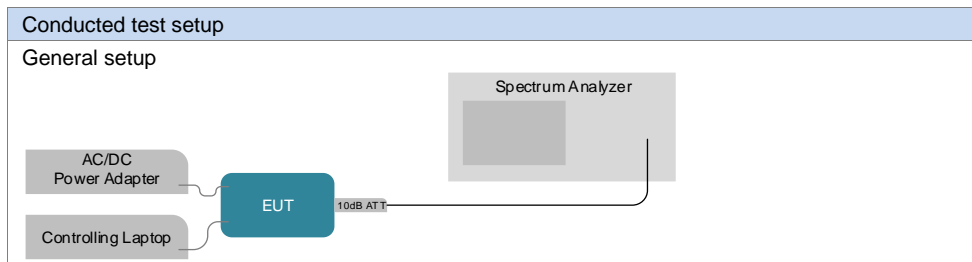 Conducted test setup
General setup
Spectrum Analyzer
AC/DC
Power Adapter
EUT
10dB ATT
Controlling Laptop